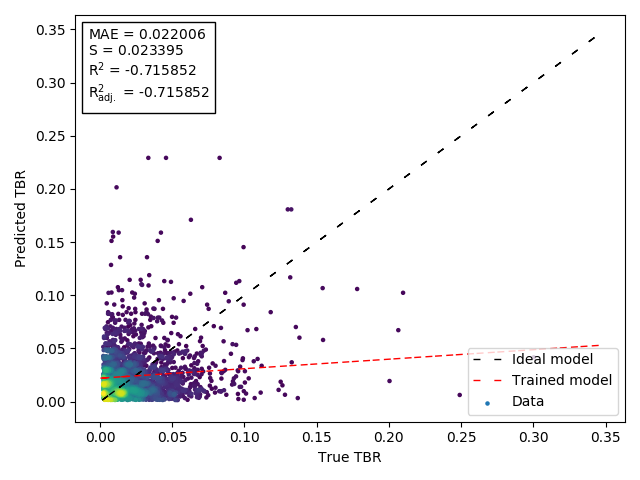 MAE = 0.022006
S = 0.023395
R² = -0.715852
R²adj. = -0.715852
Predicted TBR
0.35
0.30
0.25
0.20
0.15
0.10
0.05
0.00
0.00 0.05 0.10 0.15 0.20 0.25 0.30 0.35
True TBR
Ideal model
Trained model
Data